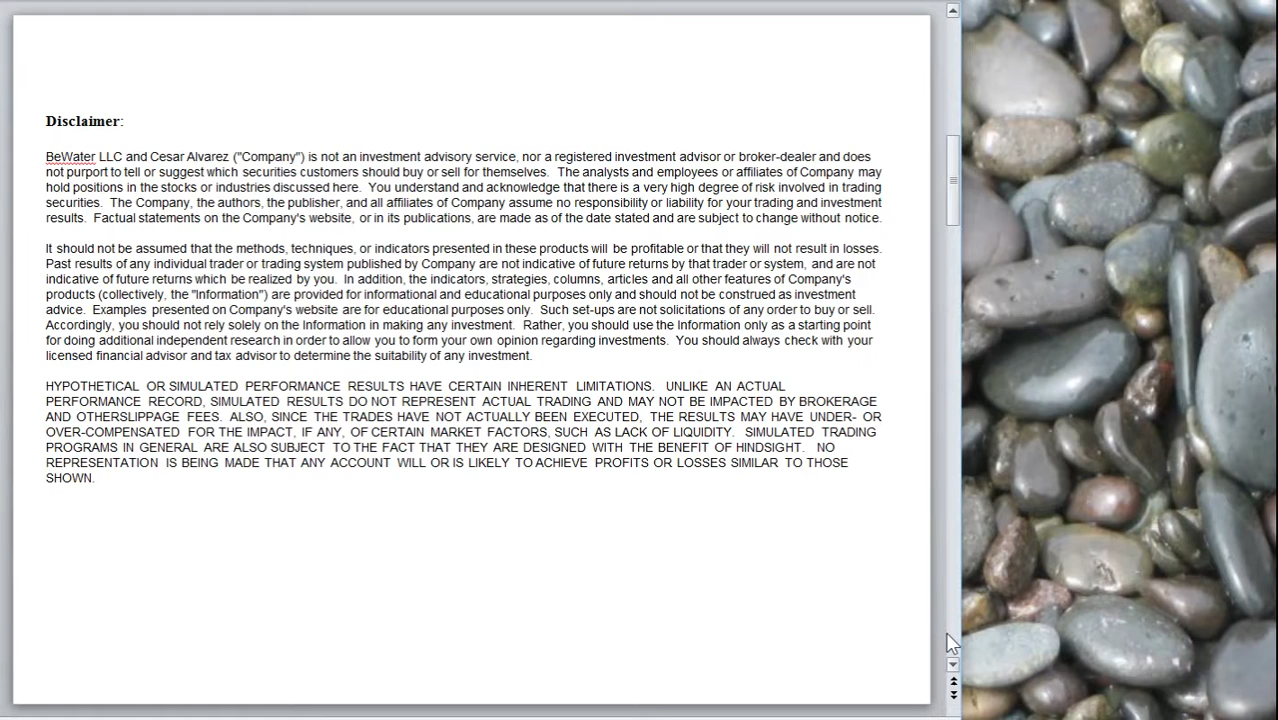 Disclaimer:
BeWater LLC and Cesar Alvarez ("Company") is not an investment advisory service, nor a registered investment advisor or broker-dealer and does
not purport to tell or suggest which securities customers should buy or sell for themselves. The analysts and employees or affiliates of Company may
hold positions in the stocks or industries discussed here. You understand and acknowledge that there is a very high degree of risk involved in trading
securities. The Company, the authors, the publisher, and all affiliates of Company assume no responsibility or liability for your trading and investment
results. Factual statements on the Company's website, or in its publications, are made as of the date stated and are subject to change without notice.
It should not be assumed that the methods, techniques, or indicators presented in these products will be profitable or that they will not result in losses.
Past results of any individual trader or trading system published by Company are not indicative of future returns by that trader or system, and are not
indicative of future returns which be realized by you. In addition, the indicators, strategies, columns, articles and all other features of Company's
products (collectively, the "Information") are provided for informational and educational purposes only and should not be construed as investment
advice. Examples presented on Company's website are for educational purposes only. Such set-ups are not solicitations of any order to buy or sell.
Accordingly, you should not rely solely on the Information in making any investment. Rather, you should use the Information only as a starting point
for doing additional independent research in order to allow you to form your own opinion regarding investments. You should always check with your
licensed financial advisor and tax advisor to determine the suitability of any investment.
HYPOTHETICAL OR SIMULATED PERFORMANCE RESULTS HAVE CERTAIN INHERENT LIMITATIONS. UNLIKE AN ACTUAL
PERFORMANCE RECORD, SIMULATED RESULTS DO NOT REPRESENT ACTUAL TRADING AND MAY NOT BE IMPACTED BY BROKERAGE
AND OTHERSLIPPAGE FEES. ALSO, SINCE THE TRADES HAVE NOT ACTUALLY BEEN EXECUTED, THE RESULTS MAY HAVE UNDER- OR
OVER-COMPENSATED FOR THE IMPACT, IF ANY, OF CERTAIN MARKET FACTORS, SUCH AS LACK OF LIQUIDITY. SIMULATED TRADING
PROGRAMS IN GENERAL ARE ALSO SUBJECT TO THE FACT THAT THEY ARE DESIGNED WITH THE BENEFIT OF HINDSIGHT. NO
REPRESENTATION IS BEING MADE THAT ANY ACCOUNT WILL OR IS LIKELY TO ACHIEVE PROFITS OR LOSSES SIMILAR TO THOSE
SHOWN.